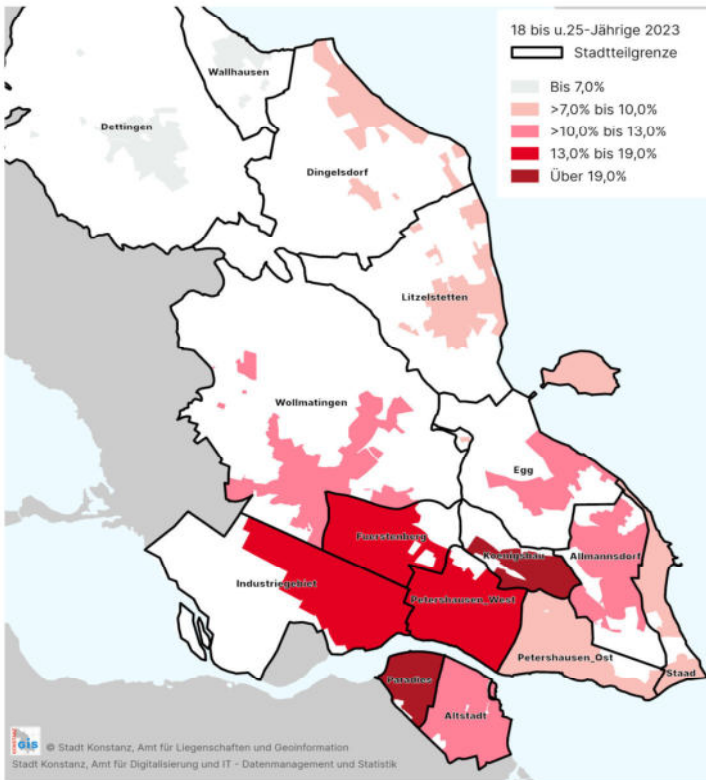 18 bis u.25-Jährige 2023
Stadtteilgrenze
Bis 7,0%
>7,0% bis 10,0%
>10,0% bis 13,0%
13,0% bis 19,0%
Über 19,0%
Wallhausen
Dettingen
Dingelsdorf
Litzelstetten
Wollmatingen
Egg
Fuerstenberg
Koenigsbau
Allmannsdorf
Industriegebiet
Petershausen_West
Petershausen_Ost
Staad
Paradies
Altstadt
GIS
© Stadt Konstanz, Amt für Liegenschaften und Geoinformation
Stadt Konstanz, Amt für Digitalisierung und IT - Datenmanagement und Statistik